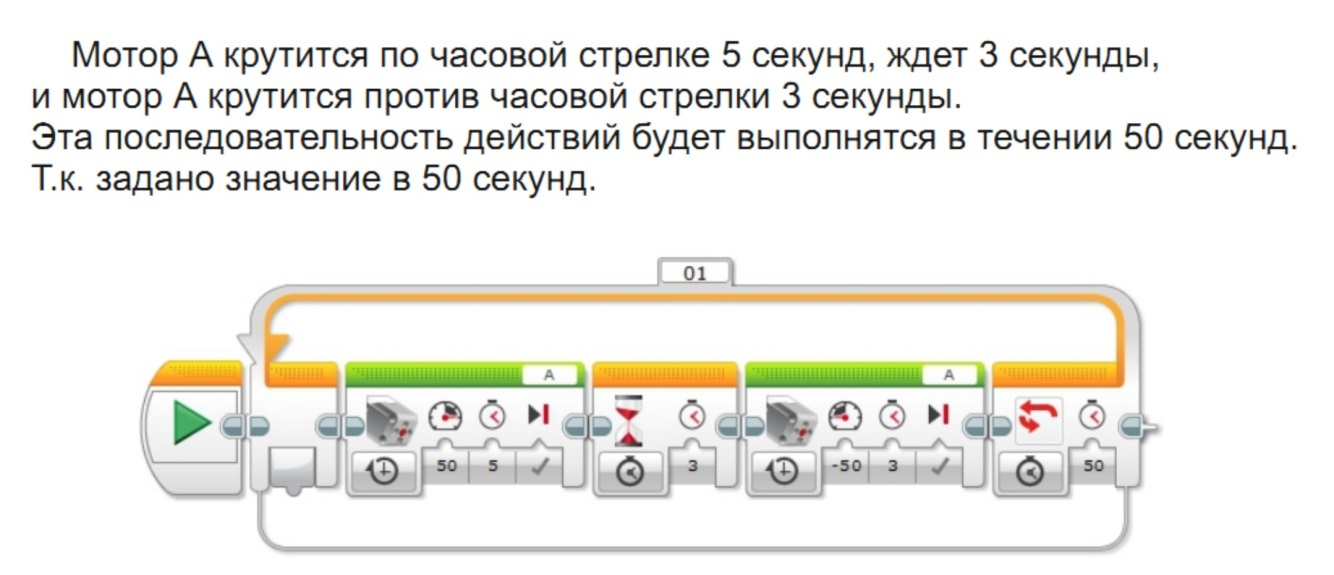 Мотор А крутится по часовой стрелке 5 секунд, ждет 3 секунды,
и мотор А крутится против часовой стрелки 3 секунды.
Эта последовательность действий будет выполнятся в течении 50 секунд.
Т.к. задано значение в 50 секунд.
01
A A
50 5 3 -50 3 50